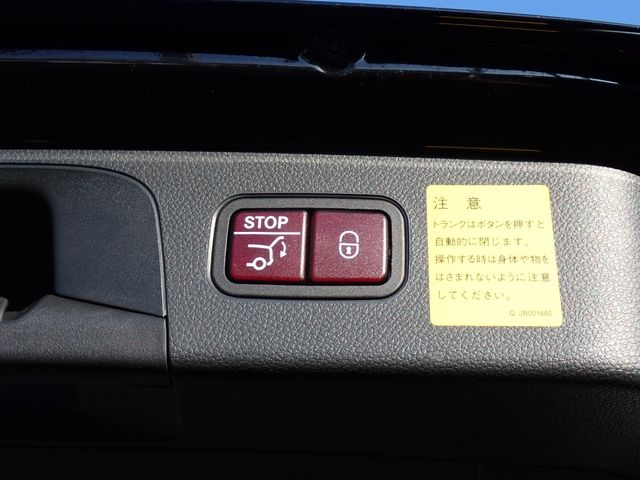 STOP
注 意
トランクはボタンを押すと
自動的に閉じます。
操作する時は身体や物を
はさまれないように注意
してください。
Q JB001660